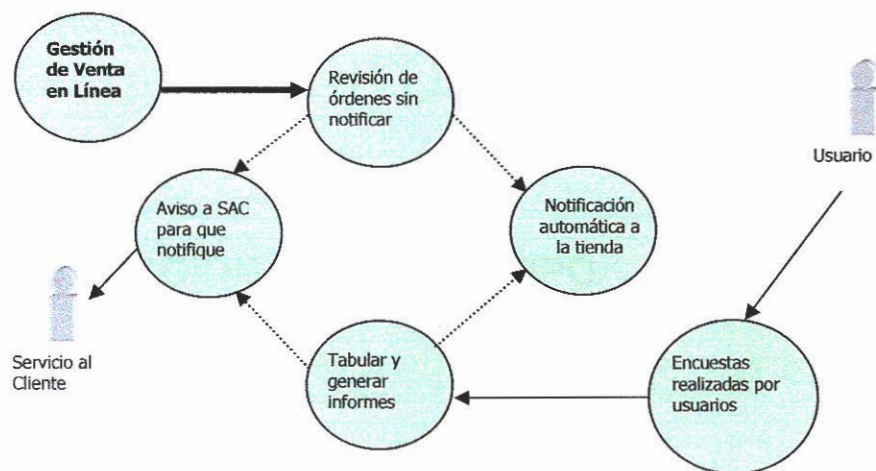 Gestión
de Venta
en Línea
Revisión de
órdenes sin
notificar
Usuario
Aviso a SAC
para que
notifique
Notificación
automática a
la tienda
Servicio al
Cliente
Tabular y
generar
informes
Encuestas
realizadas por
usuarios